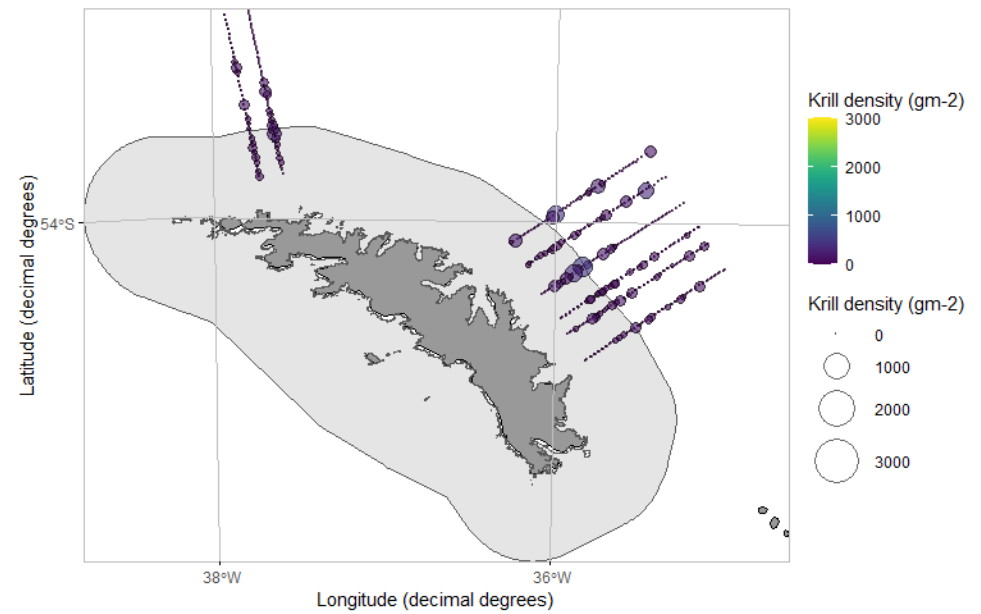 Krill density (gm-2)
3000
2000
1000
0
Krill density (gm-2)
0
1000
2000
3000
54°S
Latitude (decimal degrees)
38°W
36°W
Longitude (decimal degrees)